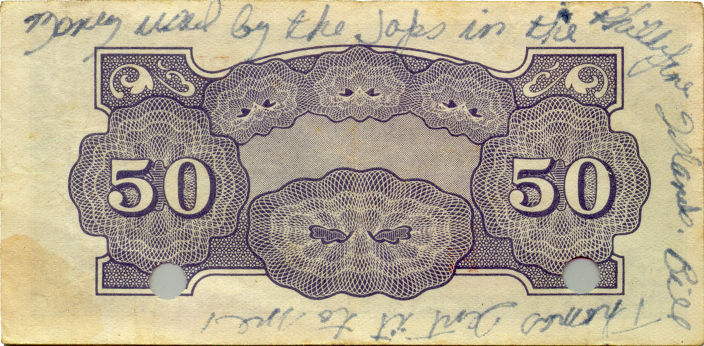 Money used by the Japs in the Phillipine
Islands. Bill
Thomas sent it to me.
50
50